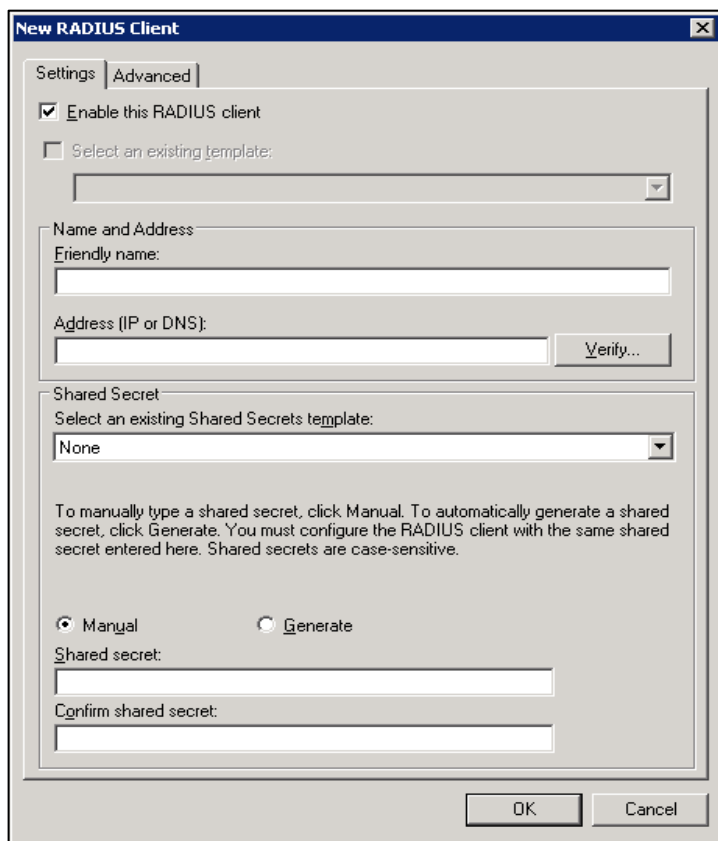 New RADIUS Client
Settings Advanced
Enable this RADIUS client
Select an existing template:
Name and Address
Friendly name:
Address (IP or DNS):
Verify...
Shared Secret
Select an existing Shared Secrets template:
None
To manually type a shared secret, click Manual. To automatically generate a shared
secret, click Generate. You must configure the RADIUS client with the same shared
secret entered here. Shared secrets are case-sensitive.
Manual Generate
Shared secret:
Confirm shared secret:
OK Cancel